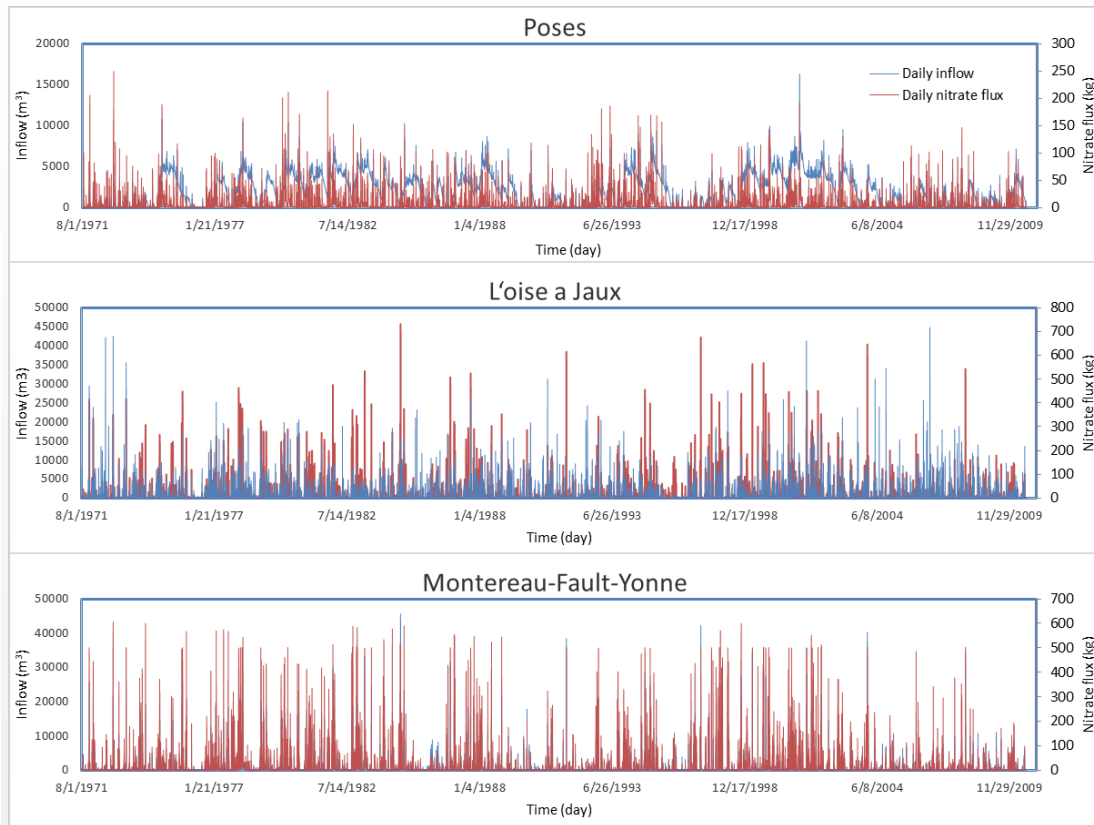 Poses
20000
15000
10000
5000
0
Inflow (m³)
300
250
200
150
100
50
0
Nitrate flux (kg)
Daily inflow
Daily nitrate flux
8/1/1971 1/21/1977 7/14/1982 1/4/1988 6/26/1993 12/17/1998 6/8/2004 11/29/2009
Time (day)
L'oise a Jaux
50000
45000
40000
35000
30000
25000
20000
15000
10000
5000
0
Inflow (m3)
800
700
600
500
400
300
200
100
0
Nitrate flux (kg)
8/1/1971 1/21/1977 7/14/1982 1/4/1988 6/26/1993 12/17/1998 6/8/2004 11/29/2009
Time (day)
Montereau-Fault-Yonne
50000
40000
30000
20000
10000
0
Inflow (m³)
700
600
500
400
300
200
100
0
Nitrate flux (kg)
8/1/1971 1/21/1977 7/14/1982 1/4/1988 6/26/1993 12/17/1998 6/8/2004 11/29/2009
Time (day)